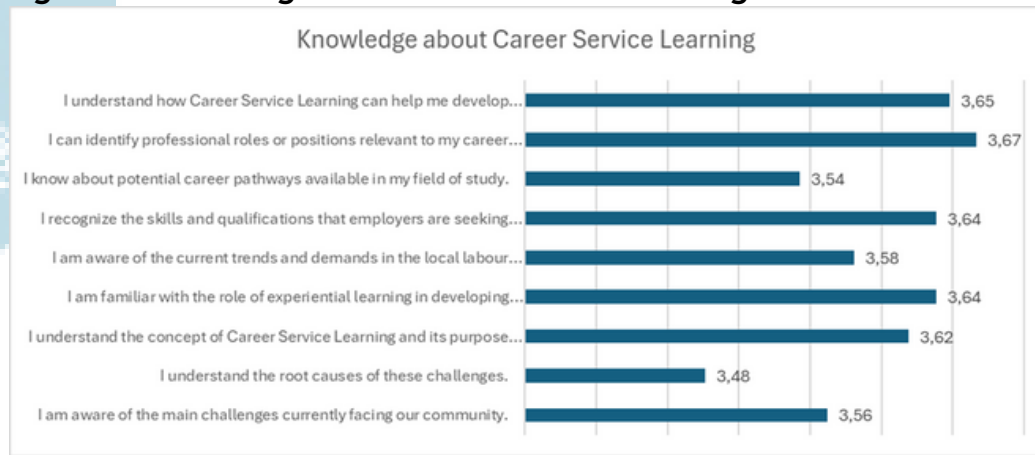 Knowledge about Career Service Learning
I understand how Career Service Learning can help me develop... 3,65
I can identify professional roles or positions relevant to my career... 3,67
I know about potential career pathways available in my field of study. 3,54
I recognize the skills and qualifications that employers are seeking... 3,64
I am aware of the current trends and demands in the local labour... 3,58
I am familiar with the role of experiential learning in developing... 3,64
I understand the concept of Career Service Learning and its purpose... 3,62
I understand the root causes of these challenges. 3,48
I am aware of the main challenges currently facing our community. 3,56